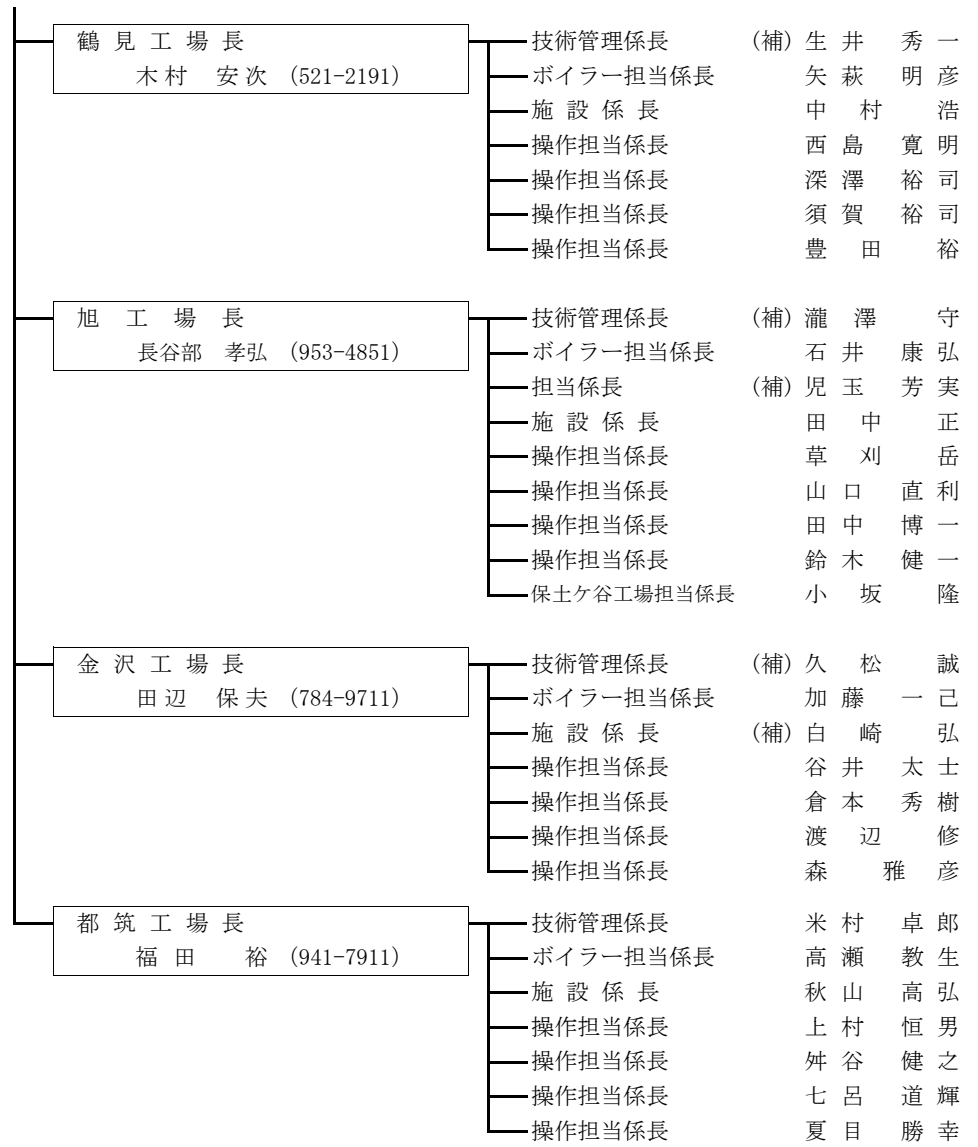 鶴見工場長
木村 安次 (521-2191)
技術管理係長 (補) 生井 秀一
ボイラー担当係長 矢萩 明彦
施設係長 中村 浩
操作担当係長 西島 寛明
操作担当係長 深澤 裕司
操作担当係長 須賀 裕司
操作担当係長 豊田 裕
旭工場長
長谷部 孝弘 (953-4851)
技術管理係長 (補) 瀧澤 守
ボイラー担当係長 石井 康弘
担当係長 (補) 児玉 芳実
施設係長 田中 正
操作担当係長 草刈 岳
操作担当係長 山口 直利
操作担当係長 田中 博一
操作担当係長 鈴木 健一
保土ケ谷工場担当係長 小坂 隆
金沢工場長
田辺 保夫 (784-9711)
技術管理係長 (補) 久松 誠
ボイラー担当係長 加藤 一己
施設係長 (補) 白崎 弘
操作担当係長 谷井 太士
操作担当係長 倉本 秀樹
操作担当係長 渡辺 修
操作担当係長 森 雅彦
都筑工場長
福田 裕 (941-7911)
技術管理係長 米村 卓郎
ボイラー担当係長 高瀬 教生
施設係長 秋山 高弘
操作担当係長 上村 恒男
操作担当係長 舛谷 健之
操作担当係長 七呂 道輝
操作担当係長 夏目 勝幸